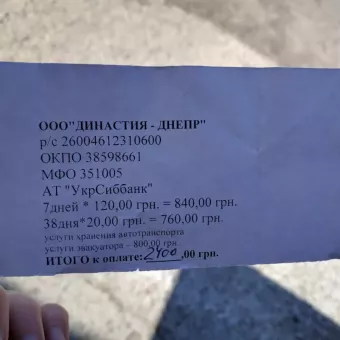 ООО"ДИНАСТИЯ - ДНЕПР"
р/с 26004612310600
ОКПО 38598661
МФО 351005
АТ "УкрСиббанк"
7дней * 120,00 грн. = 840,00 грн.
38дня*20,00 грн. = 760,00 грн.
услуги хранения автотранспорта
услуги эвакуатора – 800,00 грн
ИТОГО к оплате: 2400 ,00 грн.